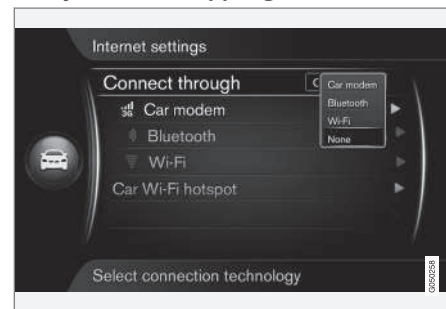 Internet settings
Connect through
Car modem
Bluetooth
Wi-Fi
None
3G
Car modem
Bluetooth
Wi-Fi
Car Wi-Fi hotspot
Select connection technology
G050258